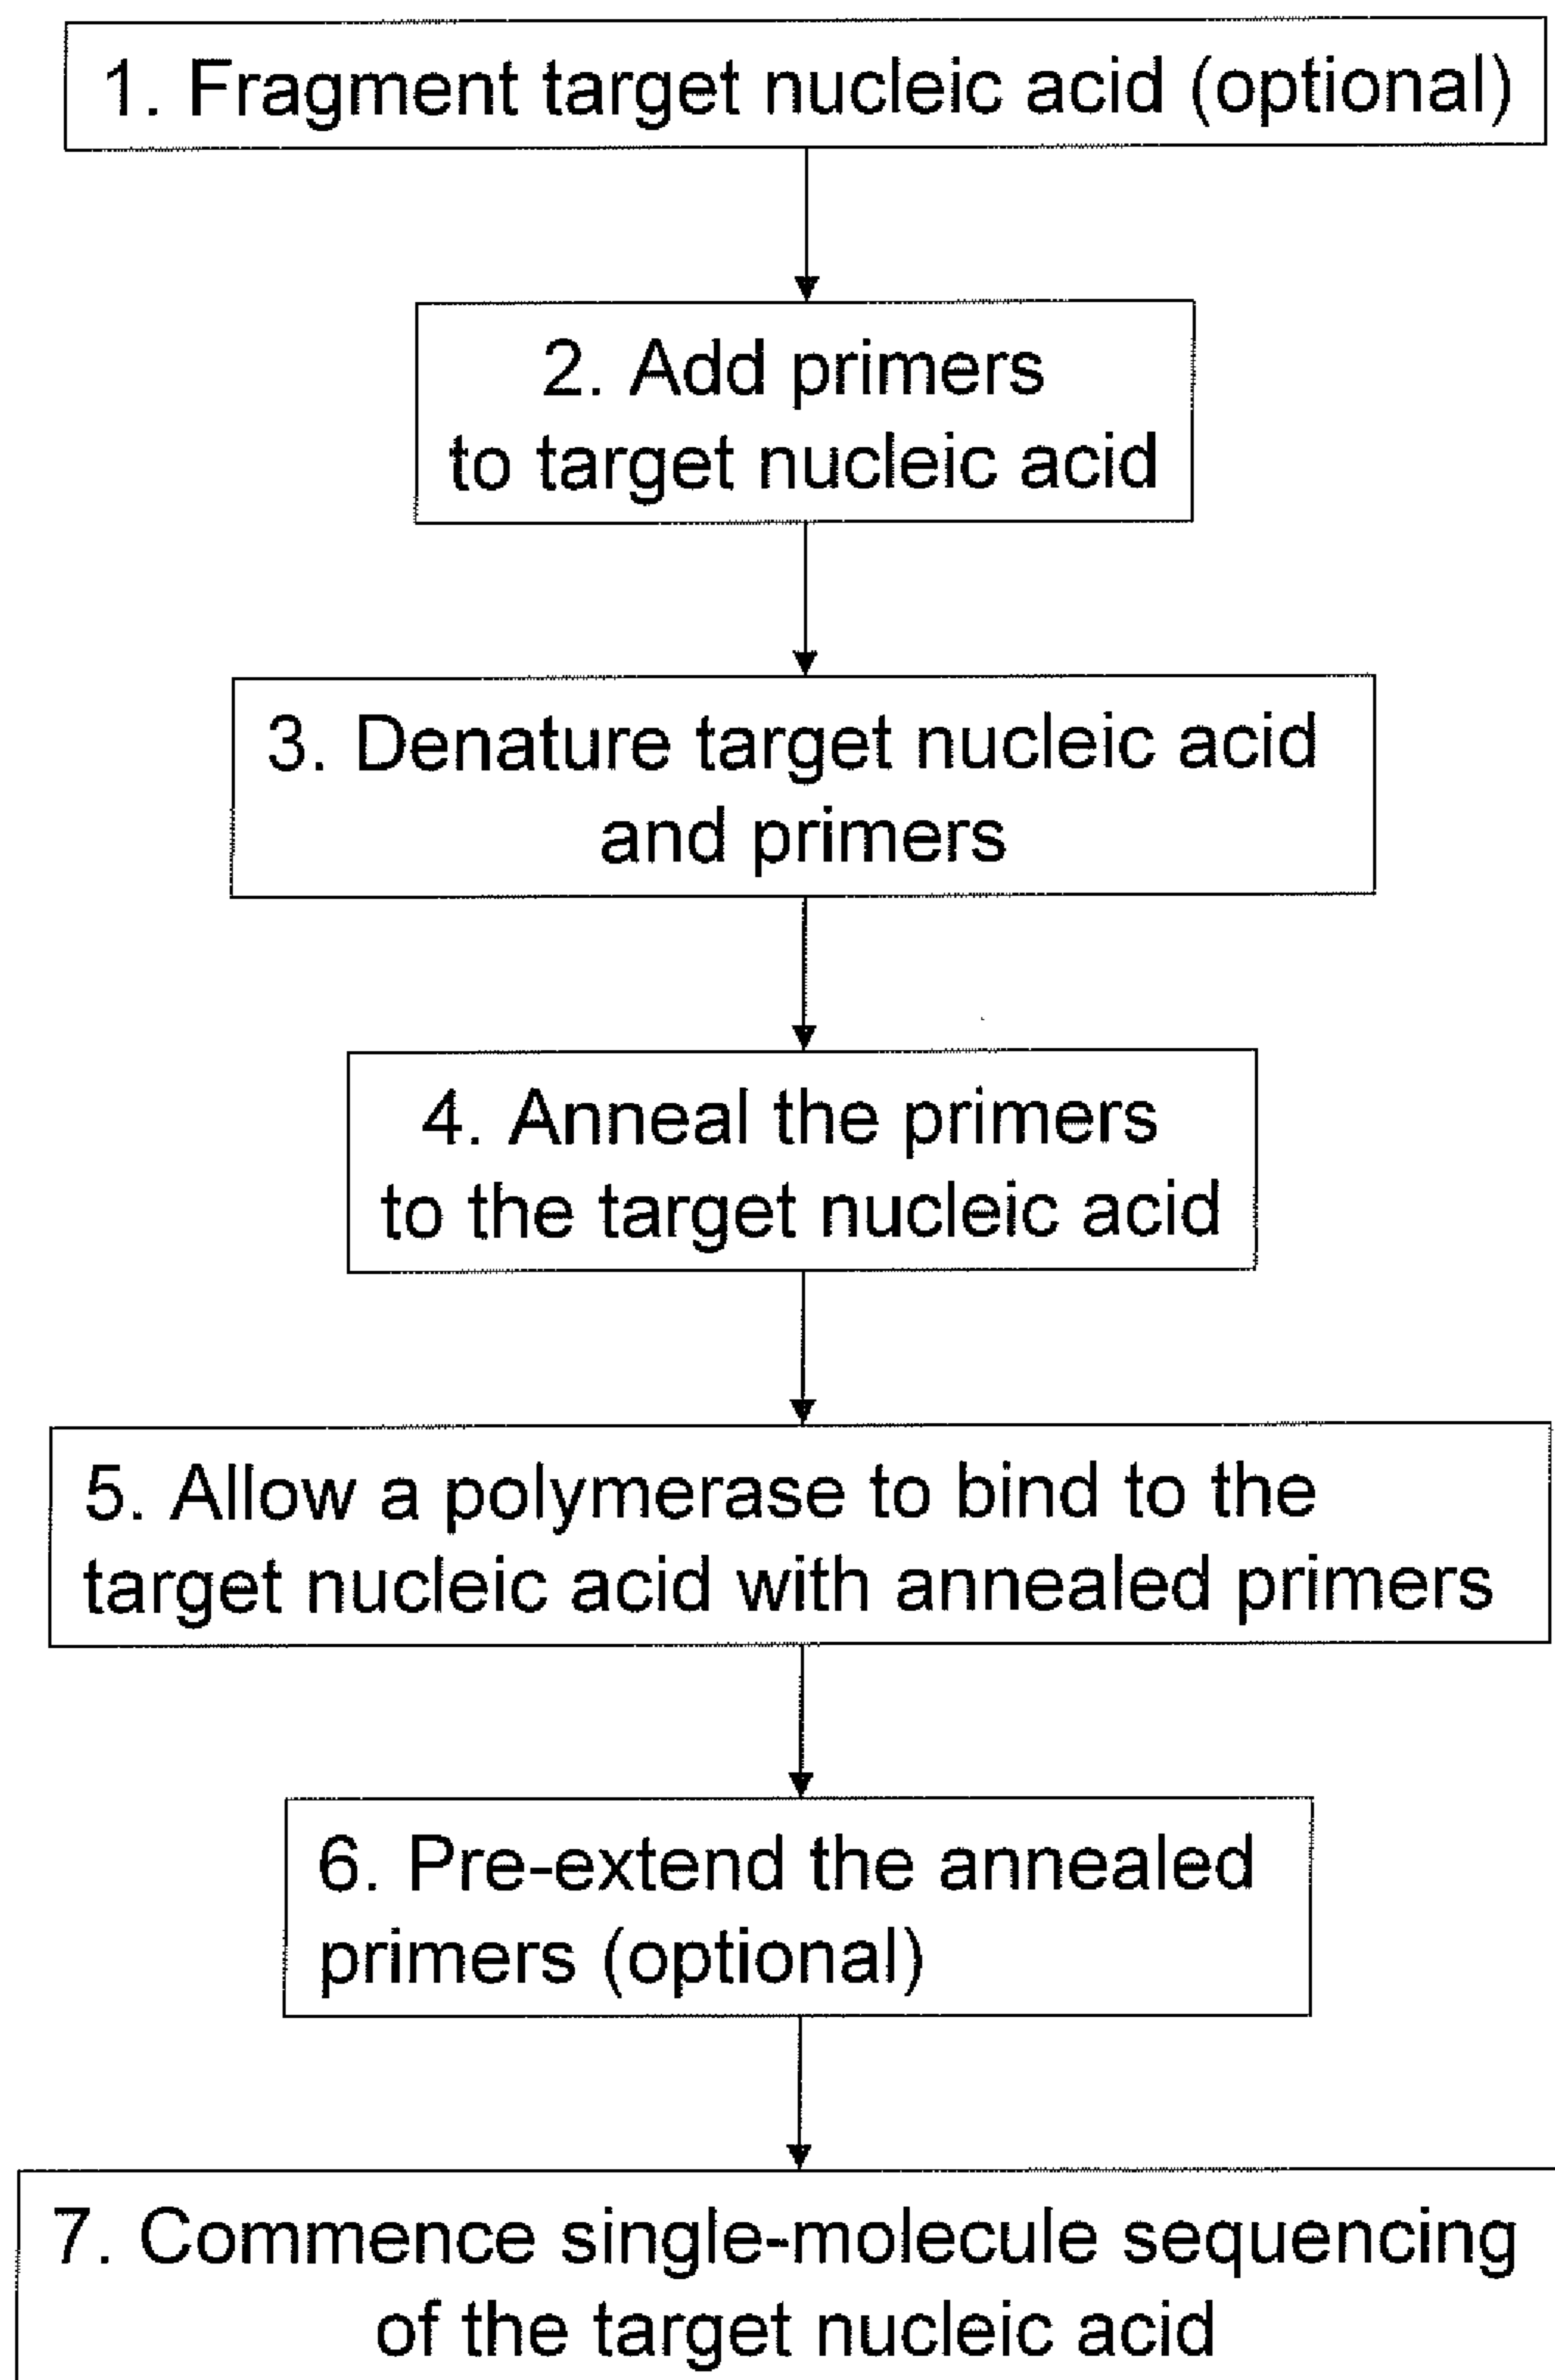 1. Fragment target nucleic acid (optional)
2. Add primers
to target nucleic acid
3. Denature target nucleic acid
and primers
4. Anneal the primers
to the target nucleic acid
5. Allow a polymerase to bind to the
target nucleic acid with annealed primers
6. Pre-extend the annealed
primers (optional)
7. Commence single-molecule sequencing
of the target nucleic acid